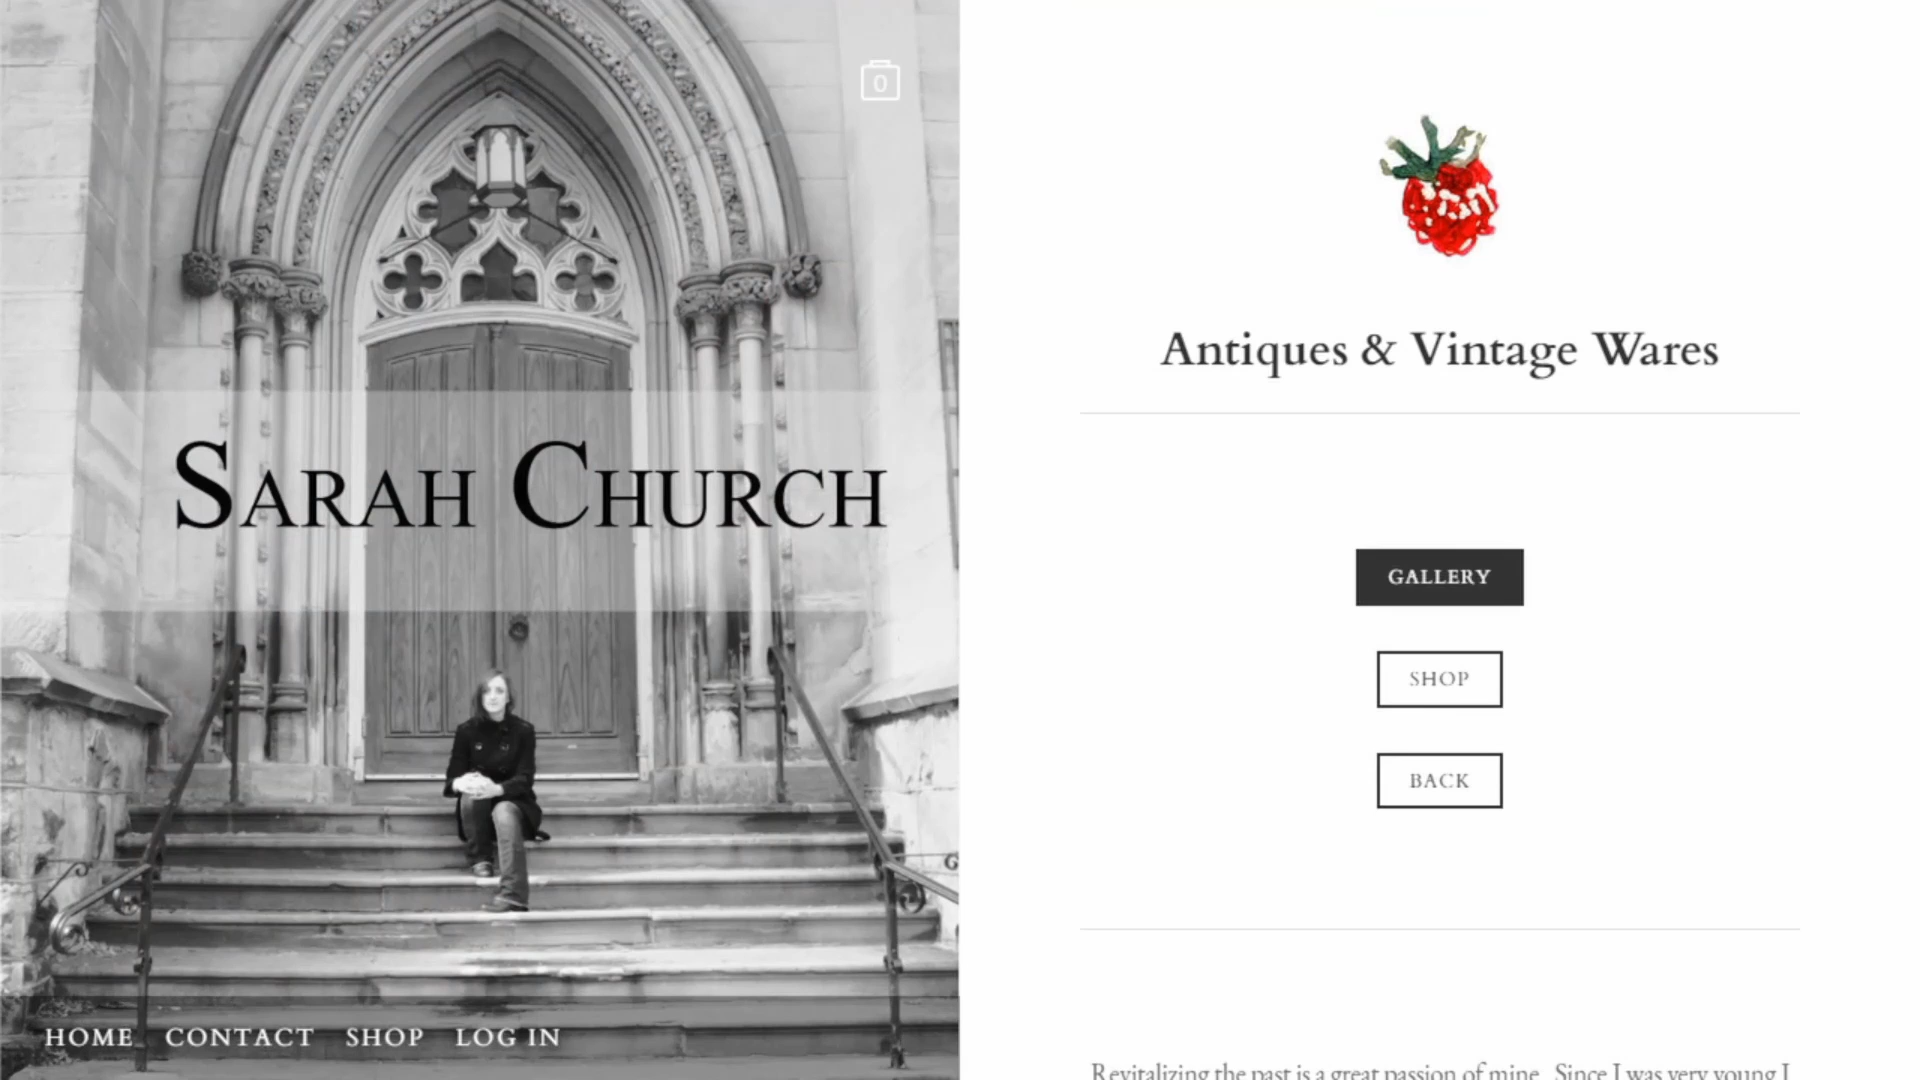 0
SARAH CHURCH
HOME CONTACT SHOP LOG IN
Antiques & Vintage Wares
GALLERY
SHOP
BACK
Revitalizing the past is a great passion of mine. Since I was very young I